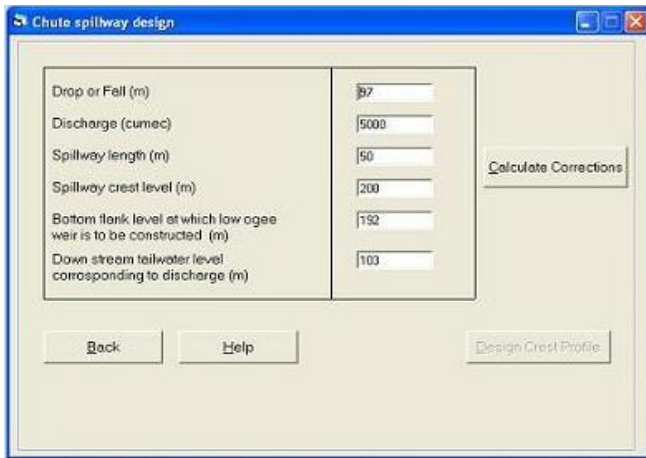 Chute spillway design
Drop or Fell (m)
97
Discharge (cumec)
5000
Spillway length (m)
50
Calculate Corrections
Spillway crest level (m)
200
Bottom flank level at which low ogee
weir is to be constructed (m)
192
Down stream tailwater level
corrosponding to discharge (m)
103
Back
Help
Design Crest Profile